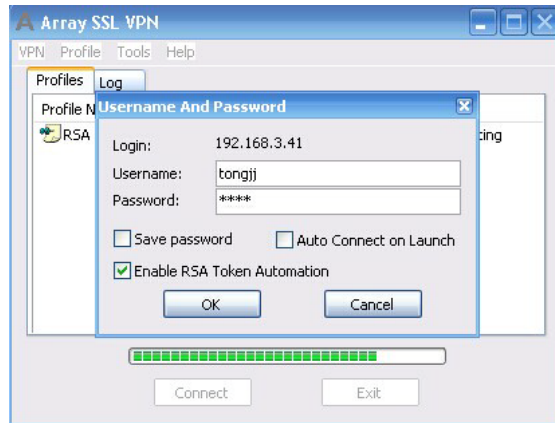 Array SSL VPN
VPN Profile Tools Help
Profiles Log
Profile N
Username And Password
RSA
ting
Login: 192.168.3.41
Username: tongjj
Password: ****
Save password Auto Connect on Launch
Enable RSA Token Automation
OK Cancel
Connect Exit